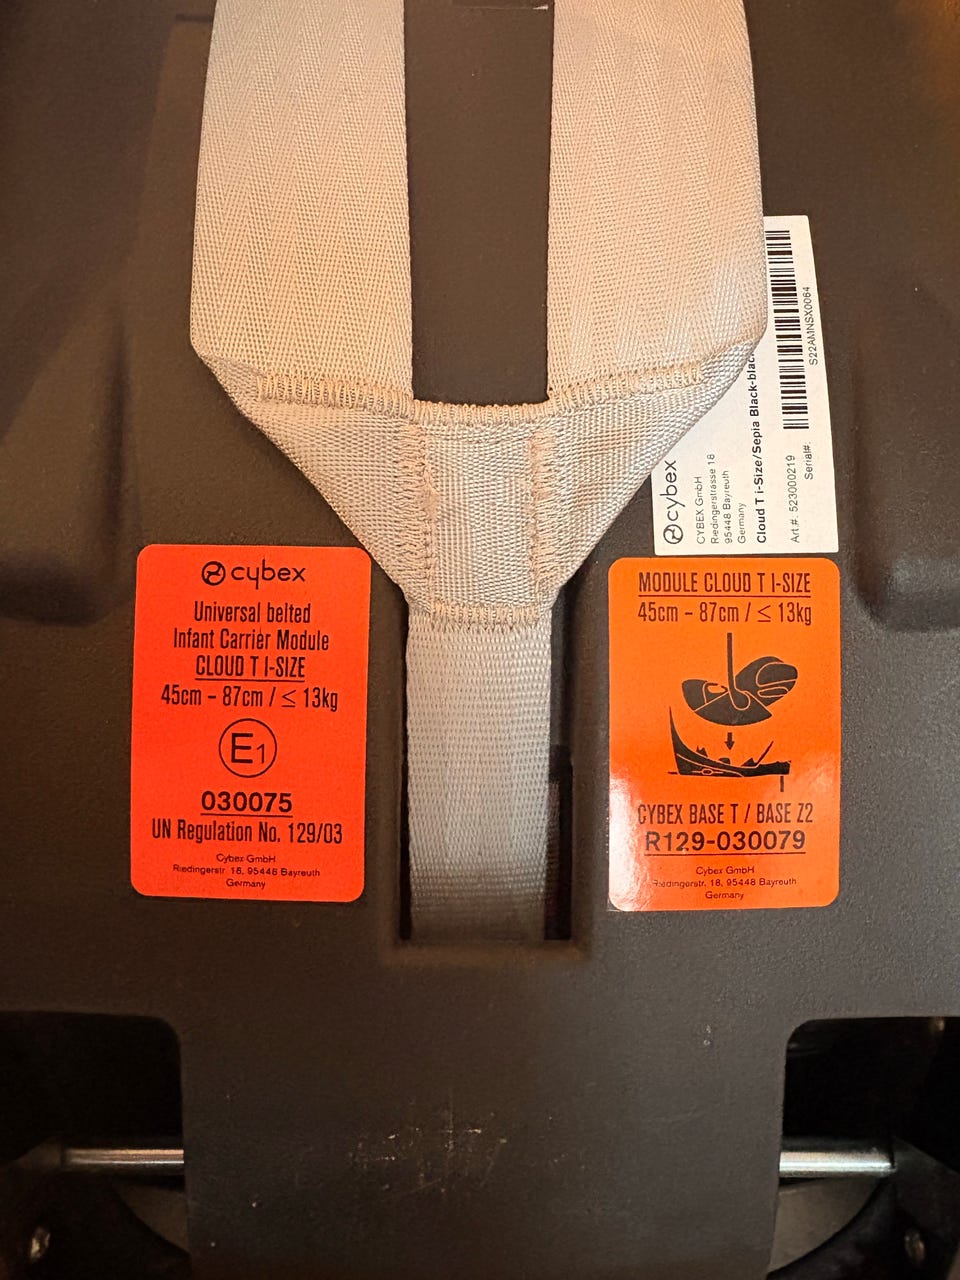 cybex
Universal belted
Infant Carrier Module
CLOUD T I-SIZE
45cm – 87cm / ≤ 13kg
E1
030075
UN Regulation No. 129/03
Cybex GmbH
Riedingerstr. 18, 95448 Bayreuth
Germany
MODULE CLOUD T I-SIZE
45cm – 87cm / ≤ 13kg
CYBEX BASE T / BASE Z2
R129-030079
Cybex GmbH
Riedingerstr. 18, 95448 Bayreuth
Germany
cybex
CYBEX GmbH
Riedingerstrasse 18
95448 Bayreuth
Germany
Cloud T i-Size/Sepia Black-blac
Art.#: 523000219
Serial#:
S22AMNSX0064